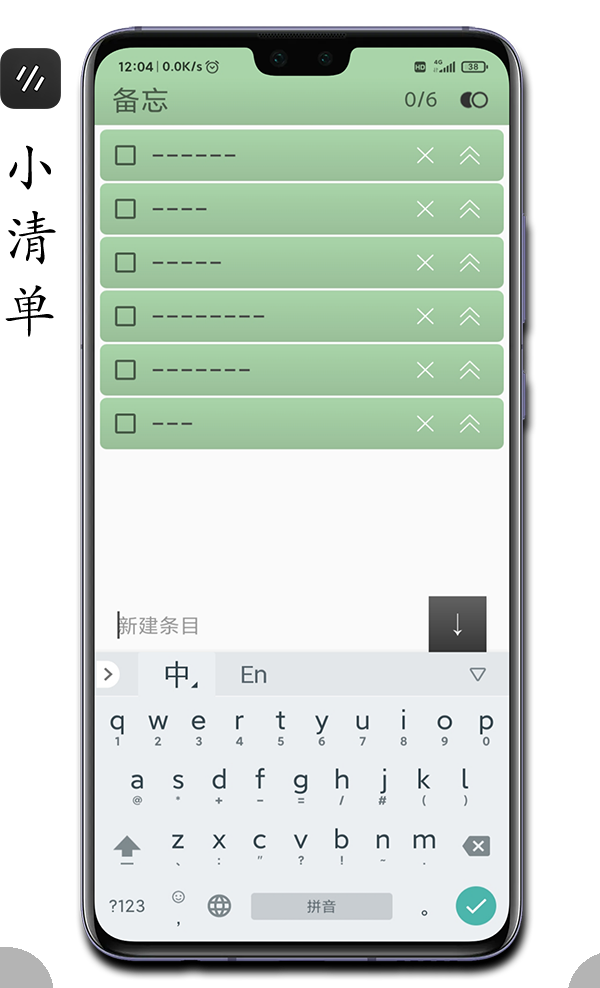 小清单
12:04 | 0.0K/s HD 4G 38
备忘 0/6
------
----
-----
--------
-------
---
新建条目
中 En
q w e r t y u i o p
1 2 3 4 5 6 7 8 9 0
a s d f g h j k l
@ * + - = / # ( )
z x c v b n m
、 : " ? ! ~ .
?123 , 拼音 。